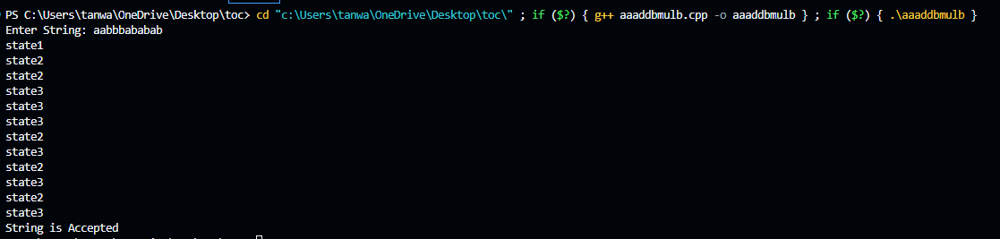 PS C:\Users\tanwa\OneDrive\Desktop\toc> cd "c:\Users\tanwa\OneDrive\Desktop\toc\" ; if ($?) { g++ aaaddbmulb.cpp -o aaaddbmulb } ; if ($?) { .\aaaddbmulb }
Enter String: aabbbababab
state1
state2
state2
state3
state3
state3
state2
state3
state2
state3
state2
state3
String is Accepted